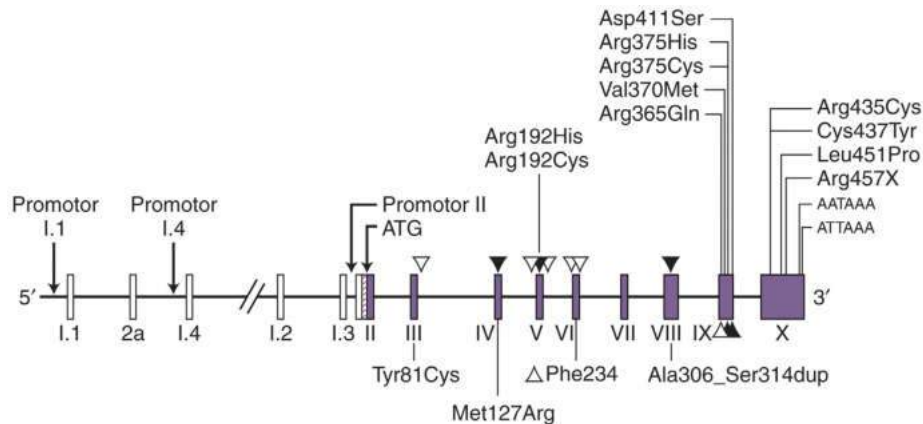 Asp411Ser
Arg375His
Arg375Cys
Val370Met
Arg365Gln
Arg435Cys
Cys437Tyr
Leu451Pro
Arg457X
AATAAA
ATTAAA
Arg192His
Arg192Cys
Promotor
I.1
Promotor
I.4
Promotor II
ATG
5′
3′
I.1
2a
I.4
I.2
I.3
II
III
IV
V
VI
VII
VIII
IX
X
Tyr81Cys
△Phe234
Ala306_Ser314dup
Met127Arg